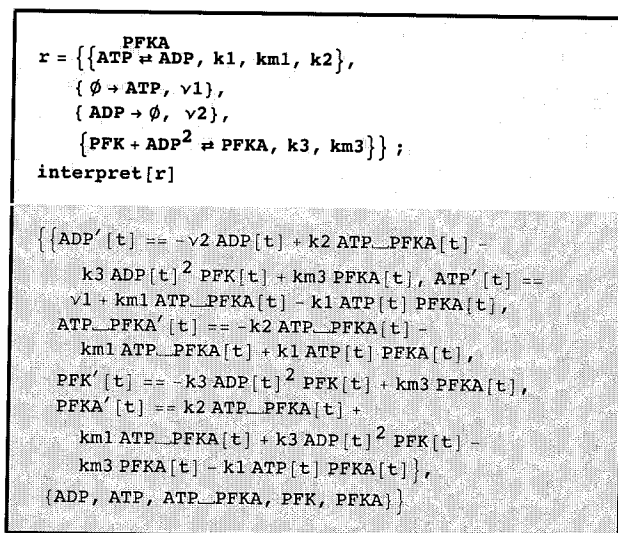 PFKA
r = {{ATP ⇄ ADP, k1, km1, k2},
{∅ → ATP, ν1},
{ADP → ∅, ν2},
{PFK + ADP² ⇄ PFKA, k3, km3}};
interpret[r]
{{ADP′[t] == -ν2 ADP[t] + k2 ATP_PFKA[t] -
k3 ADP[t]² PFK[t] + km3 PFKA[t], ATP′[t] ==
ν1 + km1 ATP_PFKA[t] - k1 ATP[t] PFKA[t],
ATP_PFKA′[t] == -k2 ATP_PFKA[t] -
km1 ATP_PFKA[t] + k1 ATP[t] PFKA[t],
PFK′[t] == -k3 ADP[t]² PFK[t] + km3 PFKA[t],
PFKA′[t] == k2 ATP_PFKA[t] +
km1 ATP_PFKA[t] + k3 ADP[t]² PFK[t] -
km3 PFKA[t] - k1 ATP[t] PFKA[t]},
{ADP, ATP, ATP_PFKA, PFK, PFKA}}